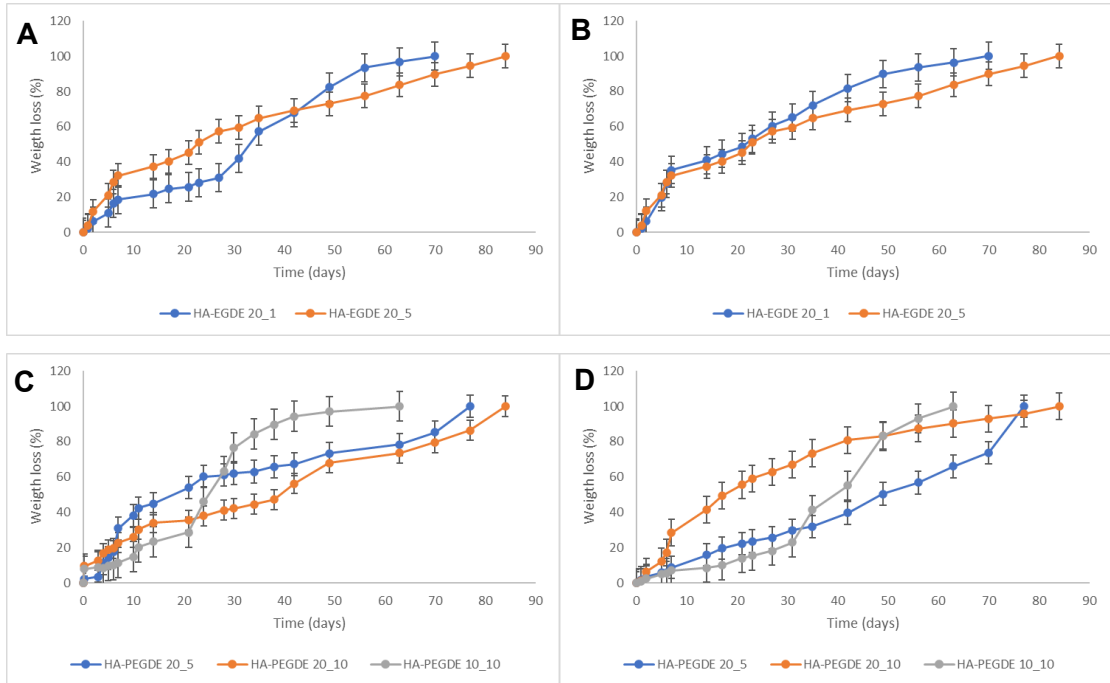 A
Weigth loss (%)
120
100
80
60
40
20
0
0 10 20 30 40 50 60 70 80 90
Time (days)
HA-EGDE 20_1 HA-EGDE 20_5
B
Weigth loss (%)
120
100
80
60
40
20
0
0 10 20 30 40 50 60 70 80 90
Time (days)
HA-EGDE 20_1 HA-EGDE 20_5
C
Weigth loss (%)
120
100
80
60
40
20
0
0 10 20 30 40 50 60 70 80 90
Time (days)
HA-PEGDE 20_5 HA-PEGDE 20_10 HA-PEGDE 10_10
D
Weigth loss (%)
120
100
80
60
40
20
0
0 10 20 30 40 50 60 70 80 90
Time (days)
HA-PEGDE 20_5 HA-PEGDE 20_10 HA-PEGDE 10_10